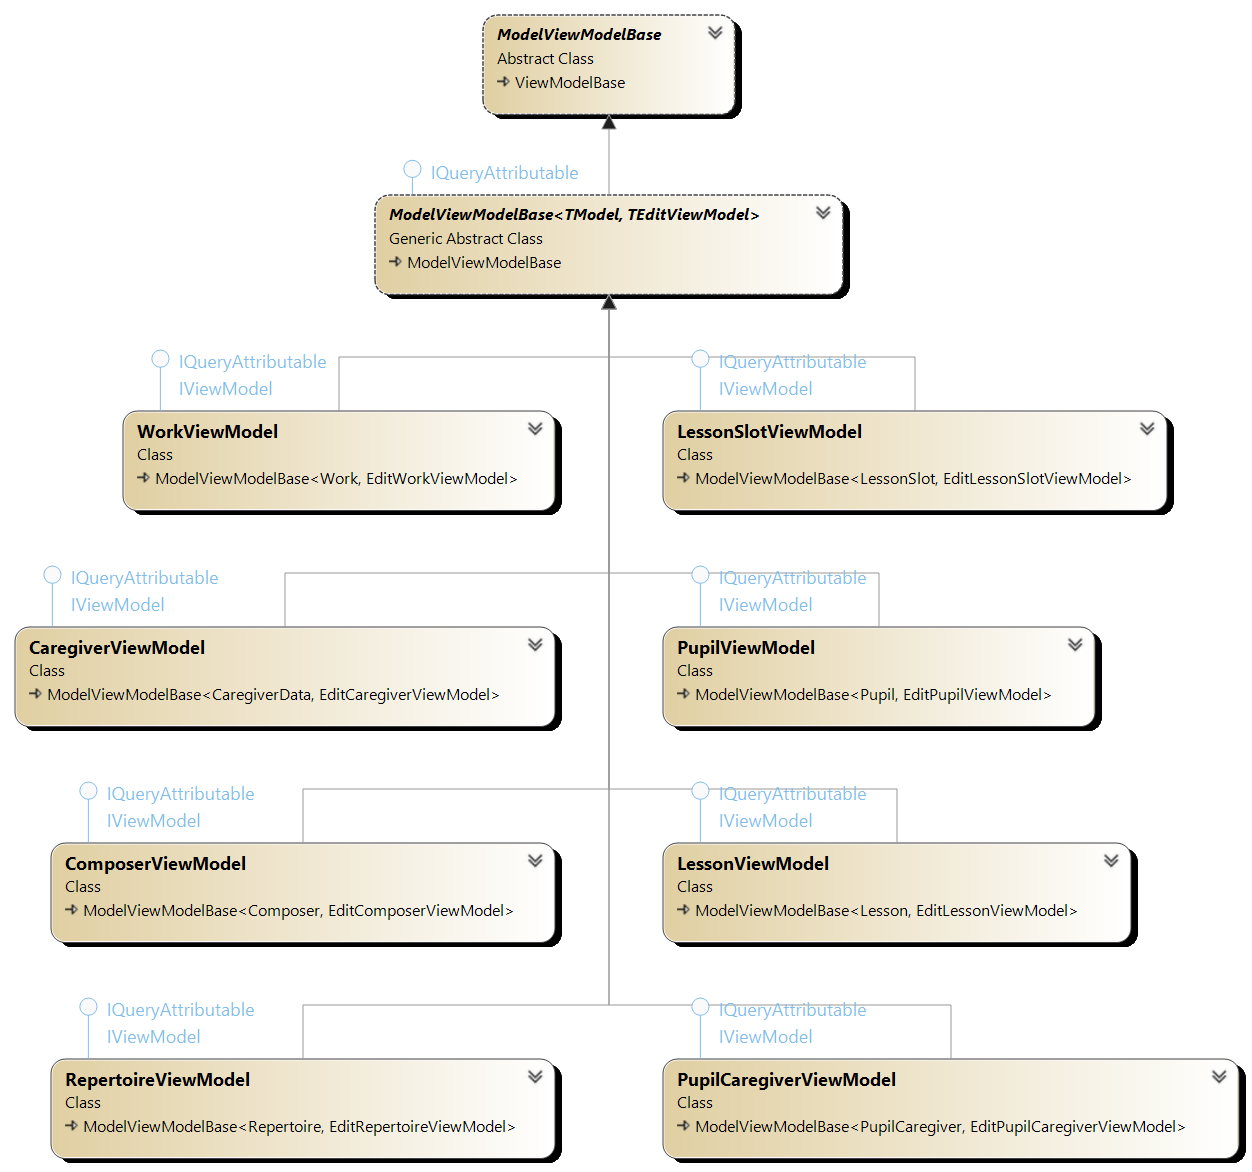 ModelViewModelBase
Abstract Class
ViewModelBase
IQueryAttributable
ModelViewModelBase<TModel, TEditViewModel>
Generic Abstract Class
ModelViewModelBase
IQueryAttributable
IViewModel
WorkViewModel
Class
ModelViewModelBase<Work, EditWorkViewModel>
IQueryAttributable
IViewModel
LessonSlotViewModel
Class
ModelViewModelBase<LessonSlot, EditLessonSlotViewModel>
IQueryAttributable
IViewModel
CaregiverViewModel
Class
ModelViewModelBase<CaregiverData, EditCaregiverViewModel>
IQueryAttributable
IViewModel
PupilViewModel
Class
ModelViewModelBase<Pupil, EditPupilViewModel>
IQueryAttributable
IViewModel
ComposerViewModel
Class
ModelViewModelBase<Composer, EditComposerViewModel>
IQueryAttributable
IViewModel
LessonViewModel
Class
ModelViewModelBase<Lesson, EditLessonViewModel>
IQueryAttributable
IViewModel
RepertoireViewModel
Class
ModelViewModelBase<Repertoire, EditRepertoireViewModel>
IQueryAttributable
IViewModel
PupilCaregiverViewModel
Class
ModelViewModelBase<PupilCaregiver, EditPupilCaregiverViewModel>